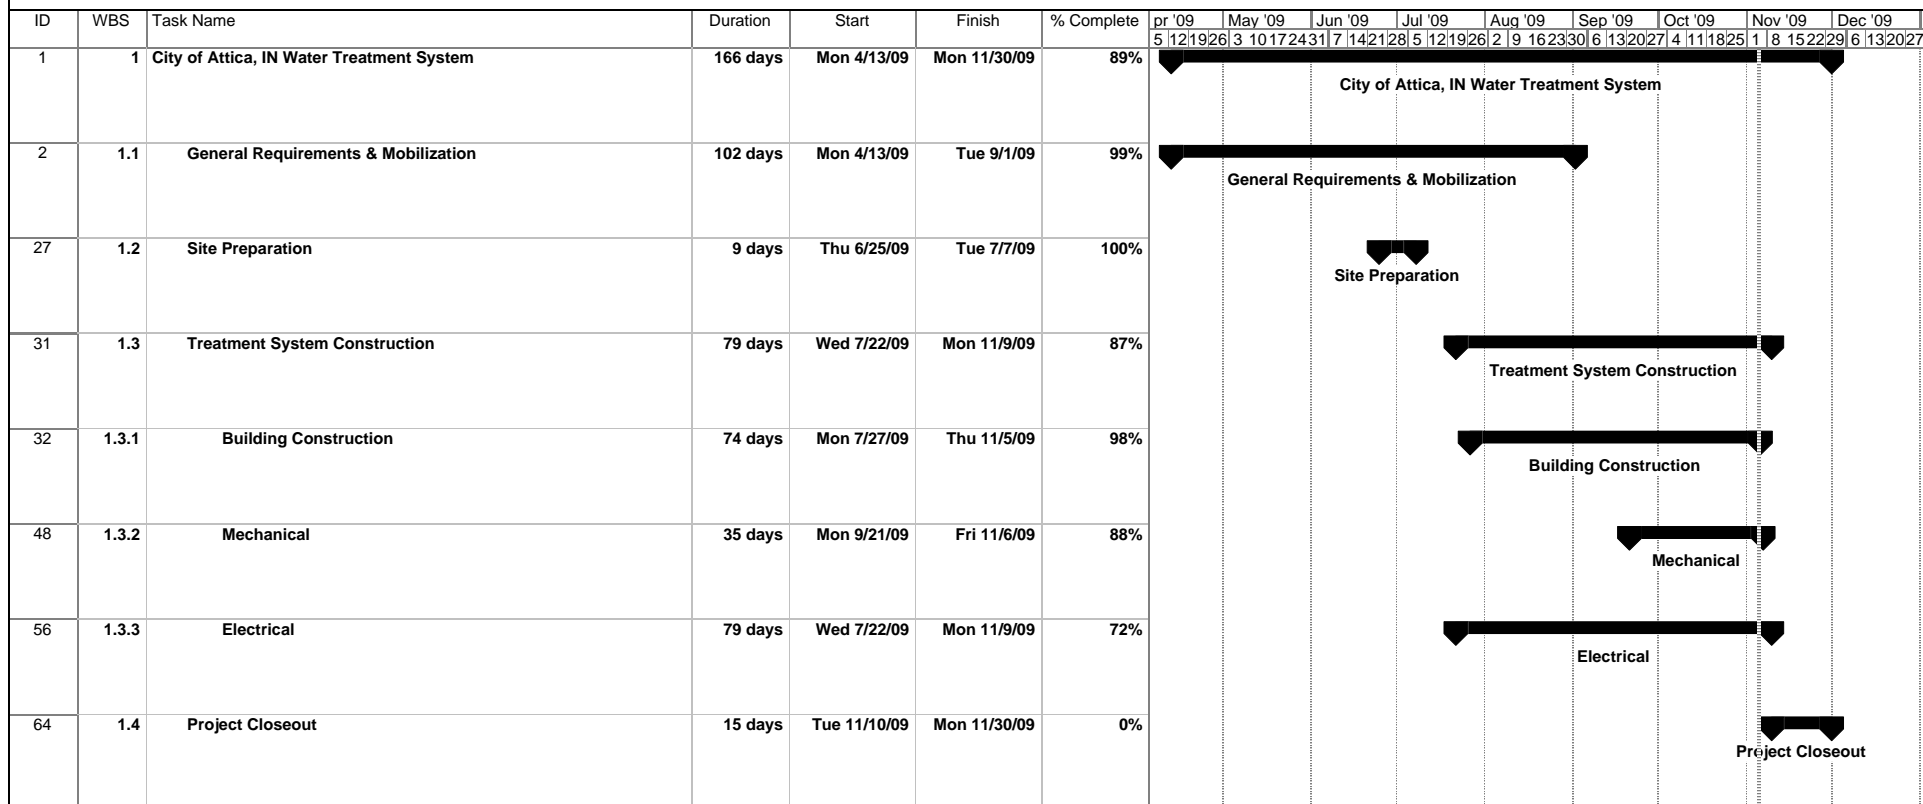 ID WBS Task Name Duration Start Finish % Complete pr '09 May '09 Jun '09 Jul '09 Aug '09 Sep '09 Oct '09 Nov '09 Dec '09
5 12 19 26 3 10 17 24 31 7 14 21 28 5 12 19 26 2 9 16 23 30 6 13 20 27 4 11 18 25 1 8 15 22 29 6 13 20 27
1 1 City of Attica, IN Water Treatment System 166 days Mon 4/13/09 Mon 11/30/09 89%
City of Attica, IN Water Treatment System
2 1.1 General Requirements & Mobilization 102 days Mon 4/13/09 Tue 9/1/09 99%
General Requirements & Mobilization
27 1.2 Site Preparation 9 days Thu 6/25/09 Tue 7/7/09 100%
Site Preparation
31 1.3 Treatment System Construction 79 days Wed 7/22/09 Mon 11/9/09 87%
Treatment System Construction
32 1.3.1 Building Construction 74 days Mon 7/27/09 Thu 11/5/09 98%
Building Construction
48 1.3.2 Mechanical 35 days Mon 9/21/09 Fri 11/6/09 88%
Mechanical
56 1.3.3 Electrical 79 days Wed 7/22/09 Mon 11/9/09 72%
Electrical
64 1.4 Project Closeout 15 days Tue 11/10/09 Mon 11/30/09 0%
Project Closeout